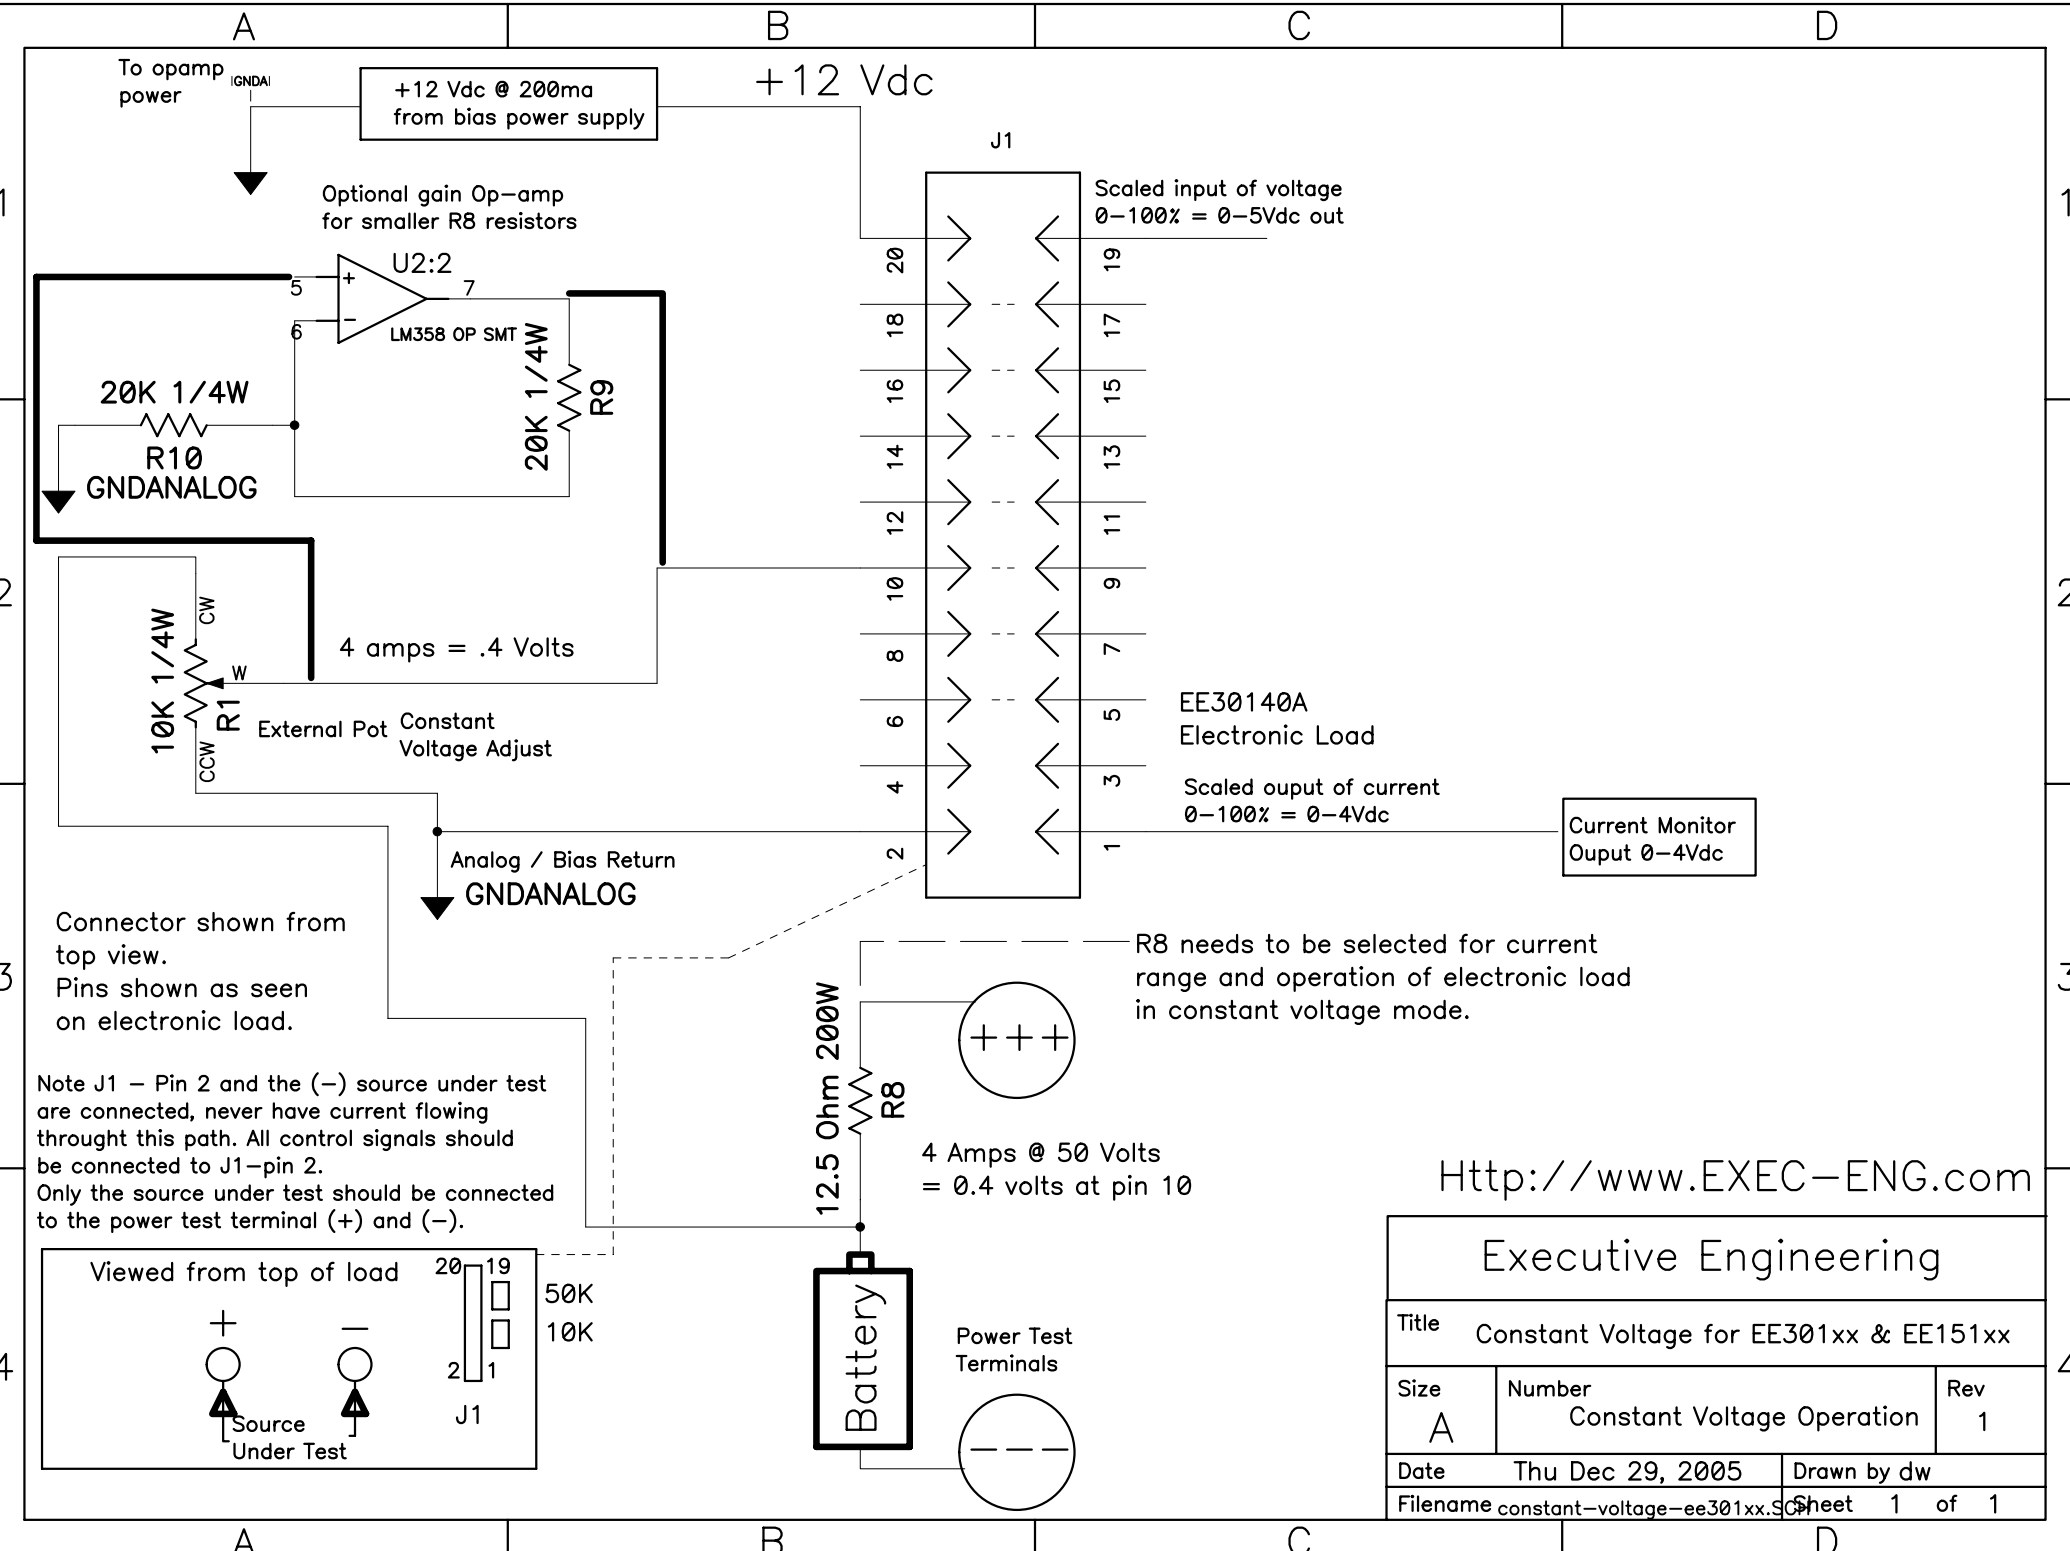 A
B
C
D
To opamp
power
GNDA
+12 Vdc @ 200ma
from bias power supply
+12 Vdc
J1
1
1
Optional gain Op-amp
for smaller R8 resistors
Scaled input of voltage
0-100% = 0-5Vdc out
U2:2
5
+
7
6
-
LM358 OP SMT
20K 1/4W
R9
20K 1/4W
R10
GNDANALOG
20
19
18
17
16
15
14
13
12
11
10
9
8
7
6
5
4
3
2
1
2
2
CW
10K 1/4W
W
R1
CCW
4 amps = .4 Volts
External Pot
Constant
Voltage Adjust
EE30140A
Electronic Load
Scaled ouput of current
0-100% = 0-4Vdc
Current Monitor
Ouput 0-4Vdc
Analog / Bias Return
GNDANALOG
3
3
Connector shown from
top view.
Pins shown as seen
on electronic load.
R8 needs to be selected for current
range and operation of electronic load
in constant voltage mode.
+++
12.5 Ohm 200W
R8
4 Amps @ 50 Volts
= 0.4 volts at pin 10
Note J1 - Pin 2 and the (-) source under test
are connected, never have current flowing
throught this path. All control signals should
be connected to J1-pin 2.
Only the source under test should be connected
to the power test terminal (+) and (-).
Http://www.EXEC-ENG.com
Viewed from top of load
20
19
50K
10K
+
-
2
1
J1
Source
Under Test
Battery
Power Test
Terminals
---
4
4
Executive Engineering
Title
Constant Voltage for EE301xx & EE151xx
Size
A
Number
Constant Voltage Operation
Rev
1
Date
Thu Dec 29, 2005
Drawn by dw
Filename
constant-voltage-ee301xx.SCH
Sheet 1 of 1
A
B
C
D